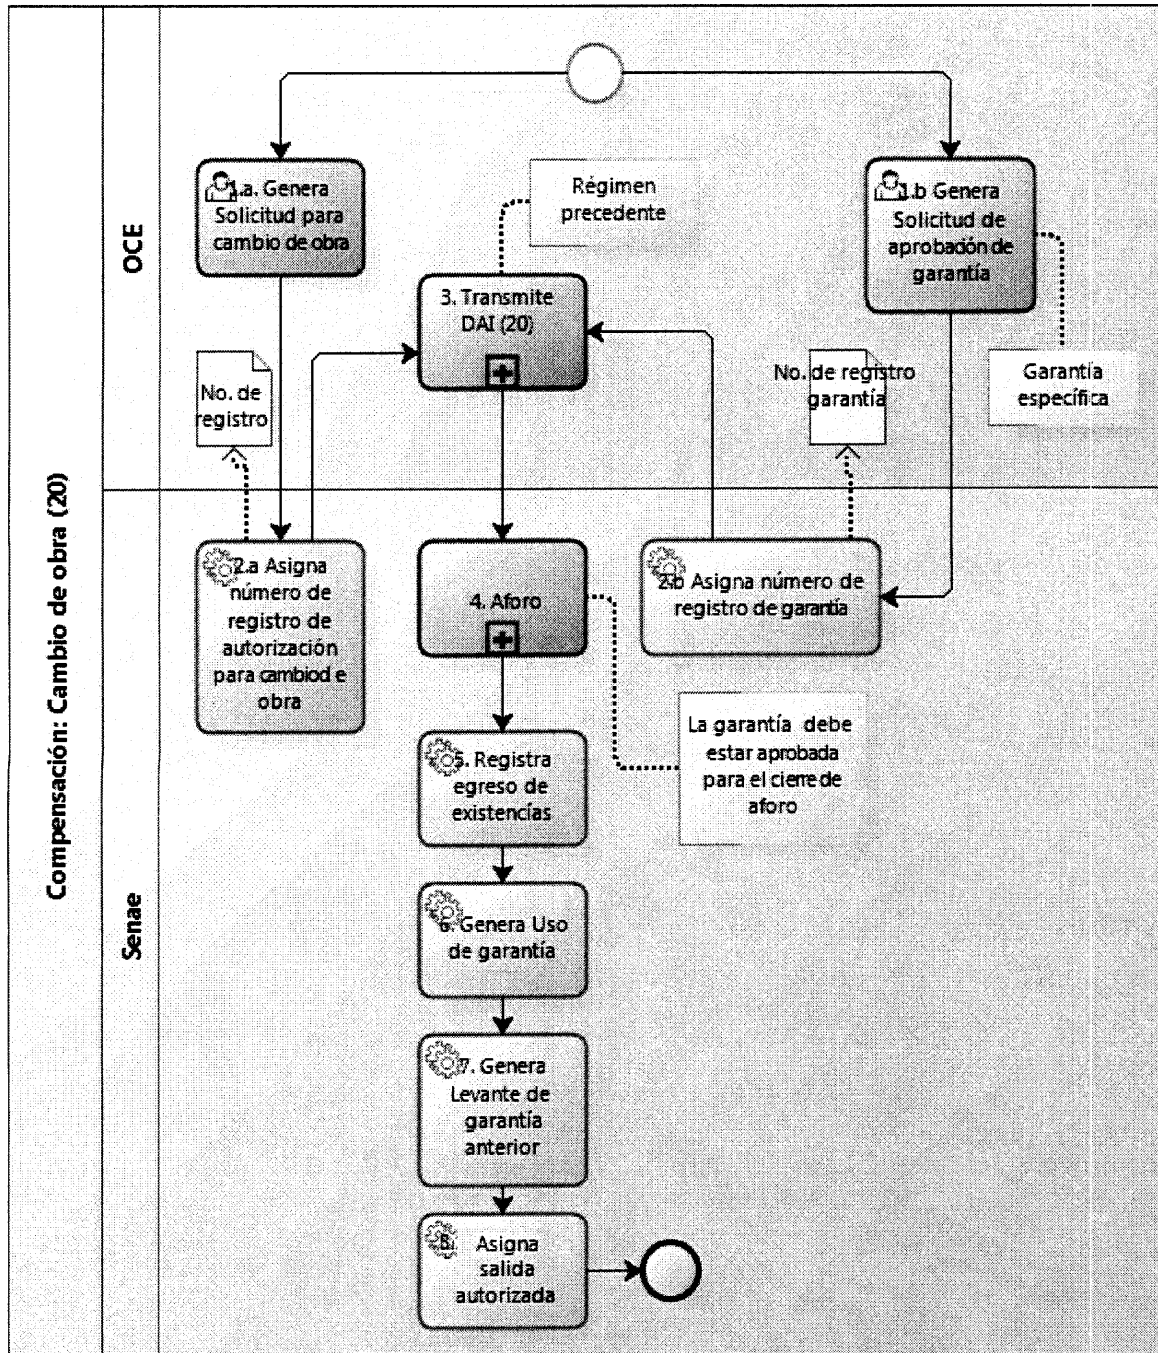 Compensación: Cambio de obra (20)
OCE
Senae
1.a. Genera
Solicitud para
cambio de obra
Régimen
precedente
1.b Genera
Solicitud de
aprobación de
garantía
3. Transmite
DAI (20)
No. de
registro
No. de registro
garantía
Garantía
específica
2.a Asigna
número de
registro de
autorización
para cambiod e
obra
4. Aforo
2.b Asigna número de
registro de garantía
La garantía debe
estar aprobada
para el cierre de
aforo
5. Registra
egreso de
existencías
6. Genera Uso
de garantía
7. Genera
Levante de
garantía
anterior
8. Asigna
salida
autorizada